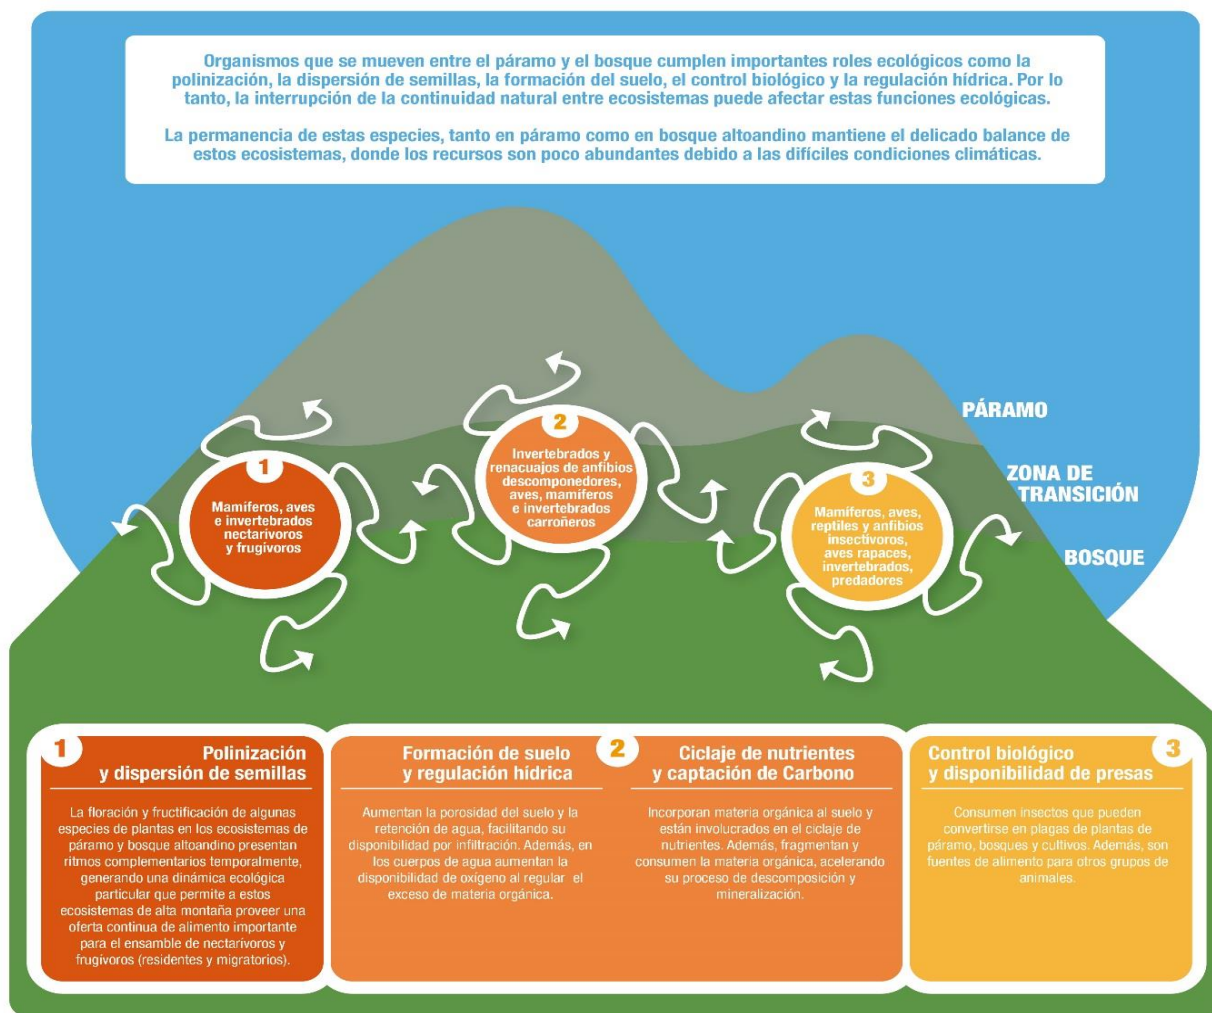 Organismos que se mueven entre el páramo y el bosque cumplen importantes roles ecológicos como la
polinización, la dispersión de semillas, la formación del suelo, el control biológico y la regulación hídrica. Por lo
tanto, la interrupción de la continuidad natural entre ecosistemas puede afectar estas funciones ecológicas.
La permanencia de estas especies, tanto en páramo como en bosque altoandino mantiene el delicado balance de
estos ecosistemas, donde los recursos son poco abundantes debido a las difíciles condiciones climáticas.
PÁRAMO
ZONA DE
TRANSICIÓN
BOSQUE
1
Mamíferos, aves
e invertebrados
nectarívoros
y frugívoros
2
Invertebrados y
renacuajos de anfibios
descomponedores,
aves, mamíferos
e invertebrados
carroñeros
3
Mamíferos, aves,
reptiles y anfibios
insectívoros,
aves rapaces,
invertebrados,
predadores
1
Polinización
y dispersión de semillas
La floración y fructificación de algunas
especies de plantas en los ecosistemas de
páramo y bosque altoandino presentan
ritmos complementarios temporalmente,
generando una dinámica ecológica
particular que permite a estos
ecosistemas de alta montaña proveer una
oferta continua de alimento importante
para el ensamble de nectarívoros y
frugívoros (residentes y migratorios).
Formación de suelo
y regulación hídrica
Aumentan la porosidad del suelo y la
retención de agua, facilitando su
disponibilidad por infiltración. Además, en
los cuerpos de agua aumentan la
disponibilidad de oxígeno al regular el
exceso de materia orgánica.
2
Ciclaje de nutrientes
y captación de Carbono
Incorporan materia orgánica al suelo y
están involucrados en el ciclaje de
nutrientes. Además, fragmentan y
consumen la materia orgánica, acelerando
su proceso de descomposición y
mineralización.
Control biológico
y disponibilidad de presas
3
Consumen insectos que pueden
convertirse en plagas de plantas de
páramo, bosques y cultivos. Además, son
fuentes de alimento para otros grupos de
animales.